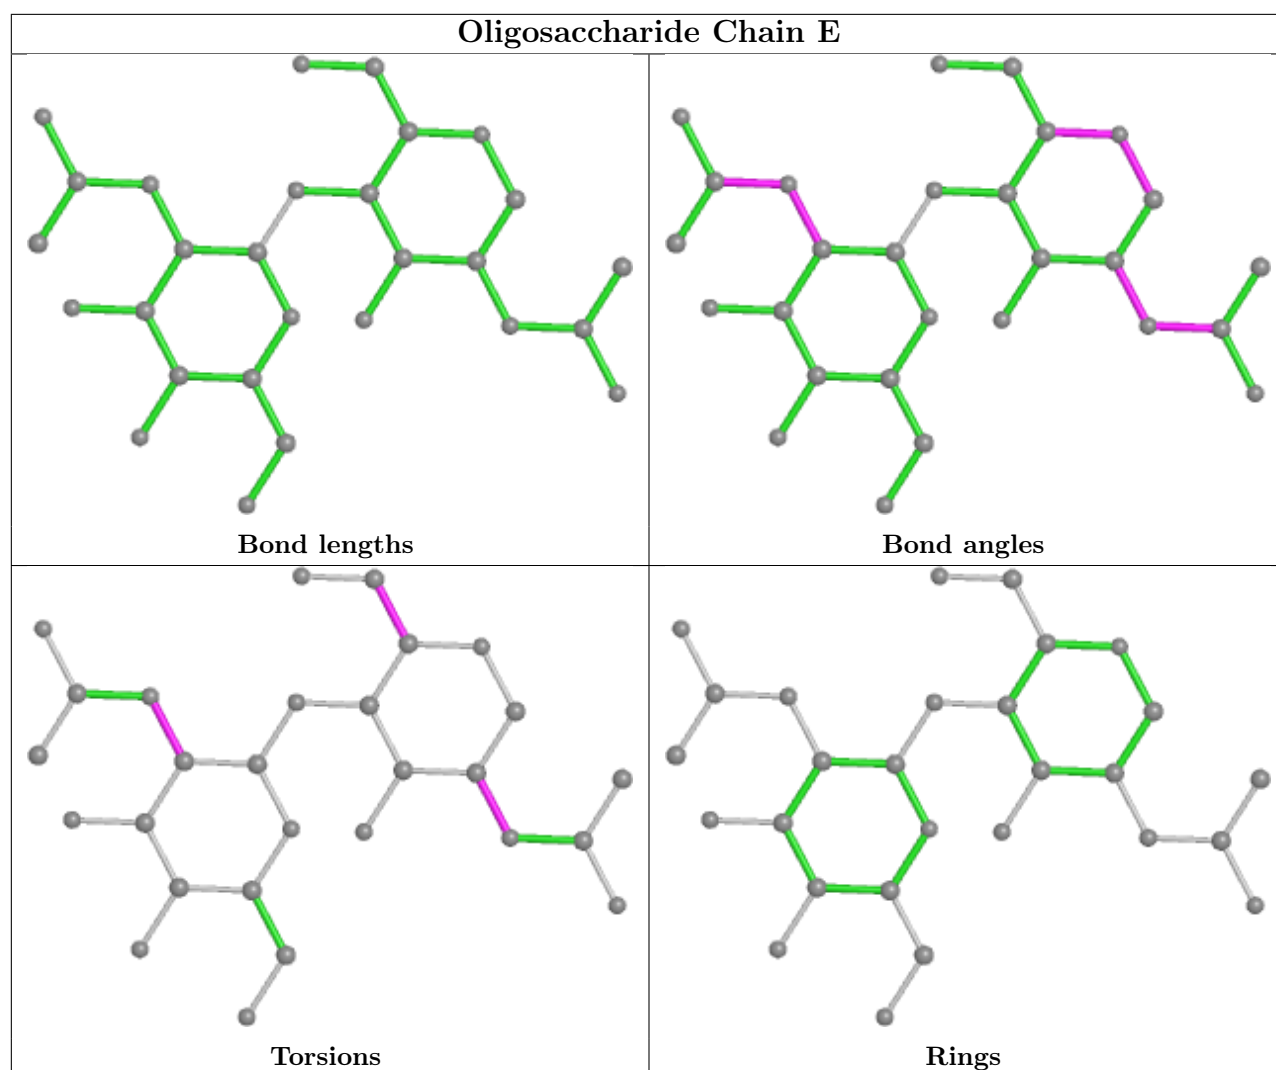 Oligosaccharide Chain E
Bond lengths
Bond angles
Torsions
Rings